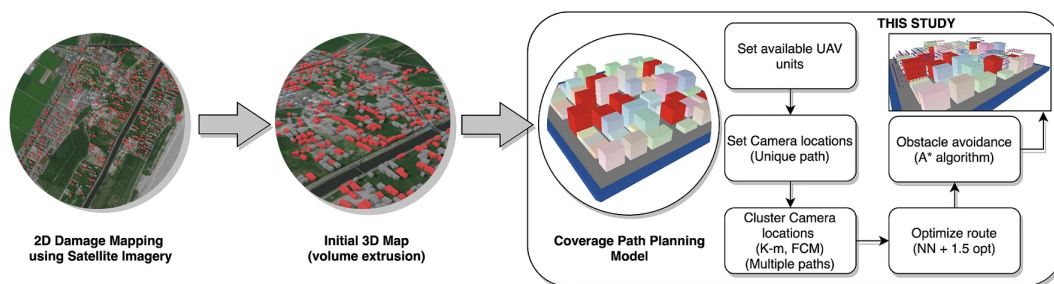 THIS STUDY
2D Damage Mapping
using Satellite Imagery
Initial 3D Map
(volume extrusion)
Coverage Path Planning
Model
Set available UAV
units
Set Camera locations
(Unique path)
Cluster Camera
locations
(K-m, FCM)
(Multiple paths)
Optimize route
(NN + 1.5 opt)
Obstacle avoidance
(A* algorithm)